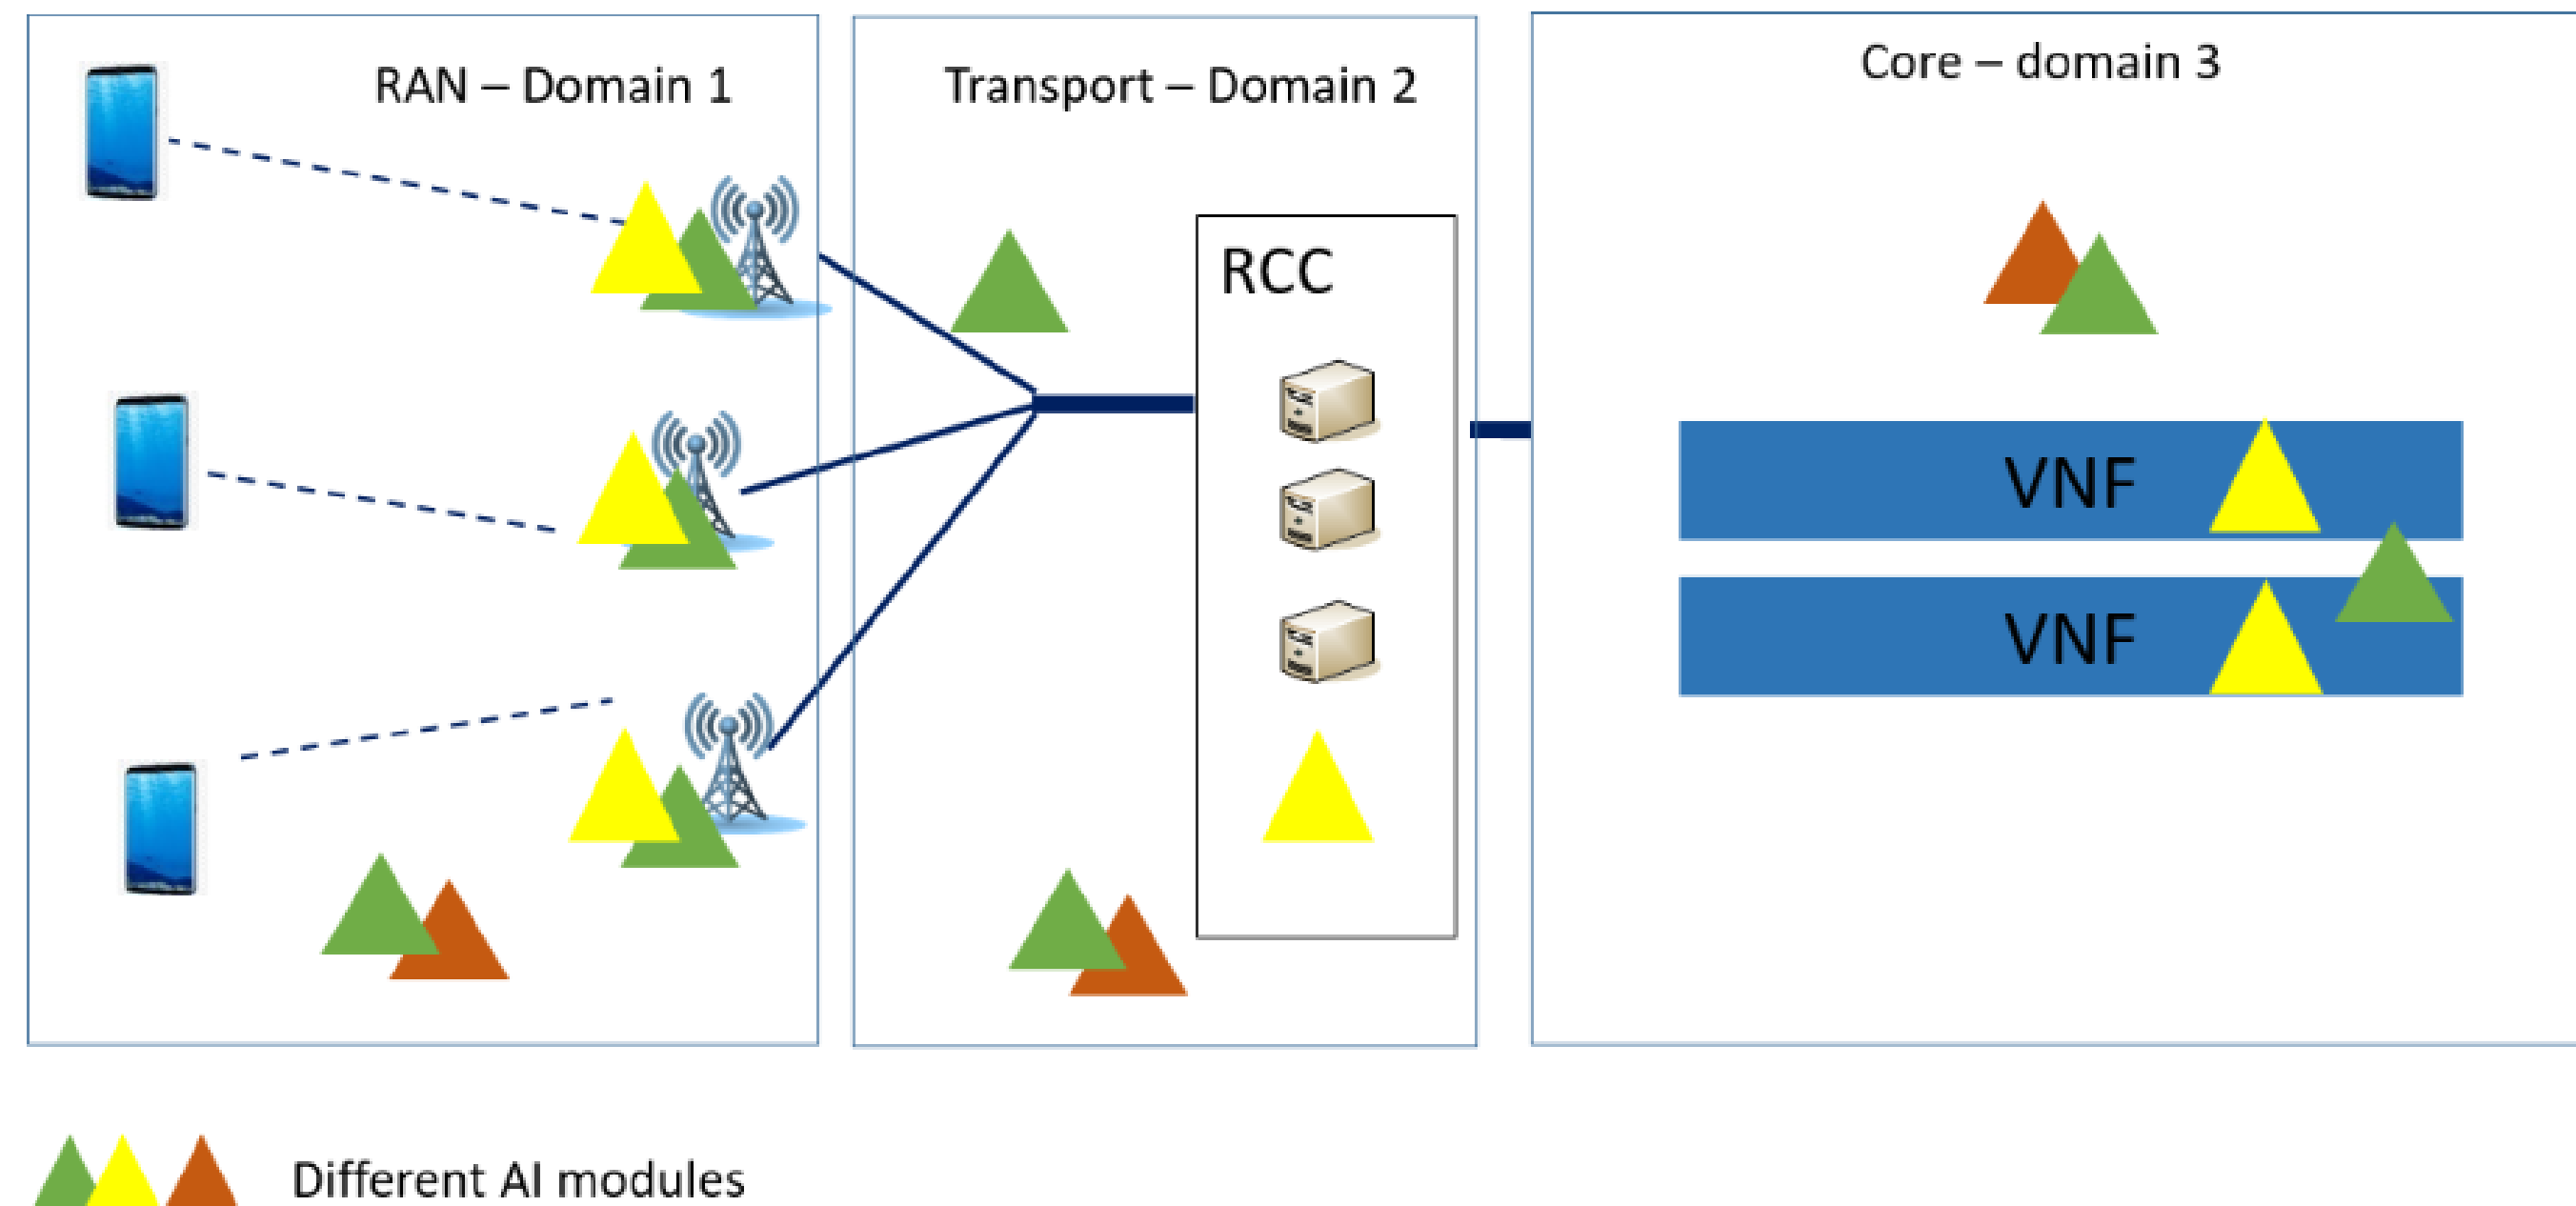 RAN – Domain 1
Transport – Domain 2
Core – domain 3
RCC
VNF
VNF
Different AI modules